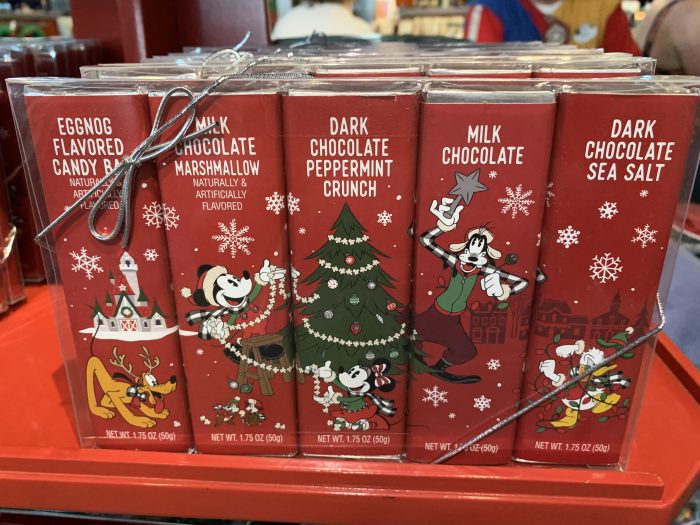 EGGNOG
FLAVORED
CANDY BAR
NATURALLY &
ARTIFICIALLY
FLAVORED
NET WT. 1.75 OZ (50g)
MILK
CHOCOLATE
MARSHMALLOW
NATURALLY &
ARTIFICIALLY
FLAVORED
NET WT. 1.75 OZ (50g)
DARK
CHOCOLATE
PEPPERMINT
CRUNCH
NET WT. 1.75 OZ (50g)
MILK
CHOCOLATE
NET WT. 1.75 OZ (50g)
DARK
CHOCOLATE
SEA SALT
NET WT. 1.75 OZ (50g)